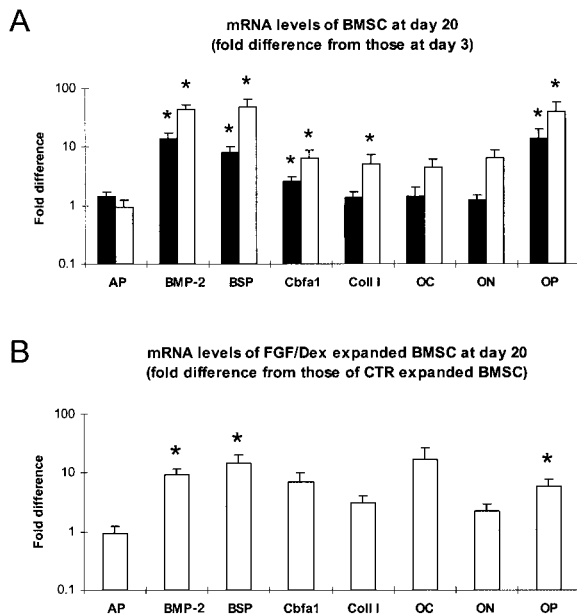 A
mRNA levels of BMSC at day 20
(fold difference from those at day 3)
Fold difference
100
10
1
0.1
* * * * * * * * *
AP BMP-2 BSP Cbfa1 Coll I OC ON OP
B
mRNA levels of FGF/Dex expanded BMSC at day 20
(fold difference from those of CTR expanded BMSC)
Fold difference
100
10
1
0.1
* * *
AP BMP-2 BSP Cbfa1 Coll I OC ON OP